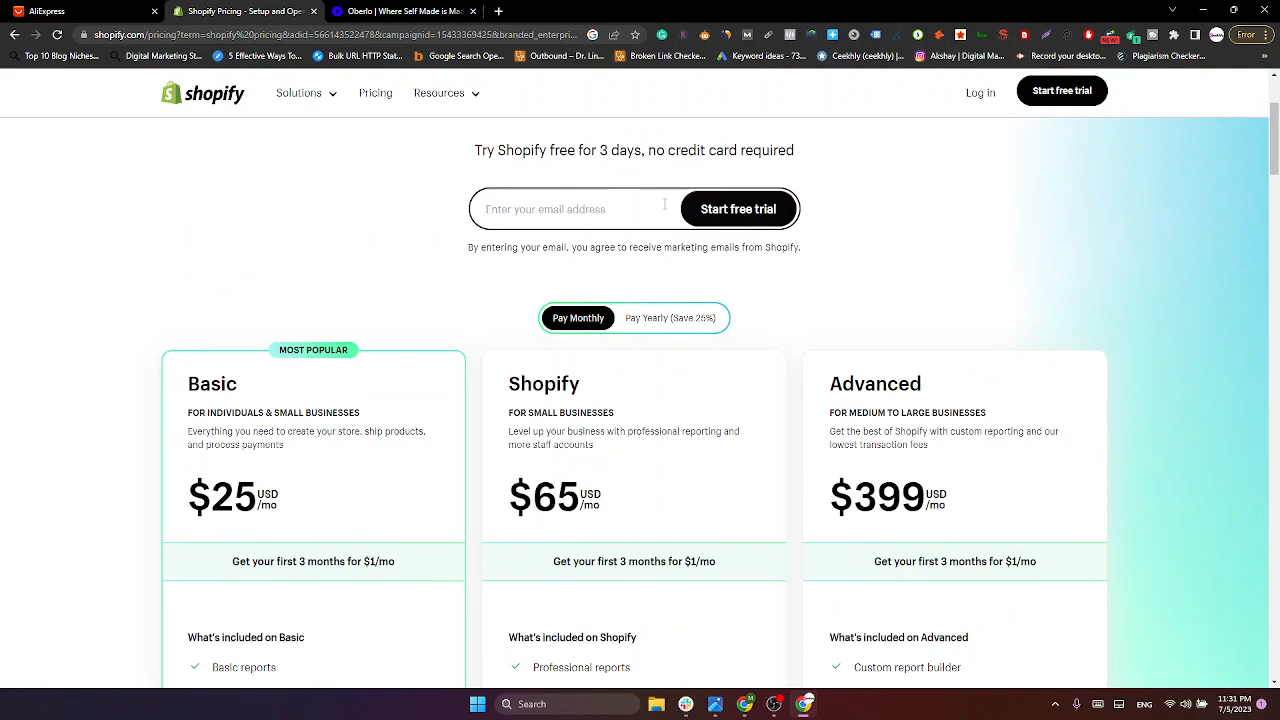 AliExpress
Shopify Pricing - Setup and Oper
Oberlo | Where Self Made is Mad
shopify.com/pricing?term=shopify%20pricing&adid=566143522478&campaignid=15433369425&branded_enterpri...
Error
NEW
Top 10 Blog Niches...
Digital Marketing St...
5 Effective Ways To...
Bulk URL HTTP Stat...
Google Search Ope...
Outbound – Dr. Lin...
Broken Link Checke...
Keyword ideas - 73...
Ceekhly (ceekhly) |...
Akshay | Digital Ma...
Record your deskto...
Plagiarism Checker...
shopify
Solutions
Pricing
Resources
Log in
Start free trial
Try Shopify free for 3 days, no credit card required
Enter your email address
Start free trial
By entering your email, you agree to receive marketing emails from Shopify.
Pay Monthly
Pay Yearly (Save 25%)
MOST POPULAR
Basic
FOR INDIVIDUALS & SMALL BUSINESSES
Everything you need to create your store, ship products,
and process payments
$25 USD
/mo
Get your first 3 months for $1/mo
What's included on Basic
Basic reports
Shopify
FOR SMALL BUSINESSES
Level up your business with professional reporting and
more staff accounts
$65 USD
/mo
Get your first 3 months for $1/mo
What's included on Shopify
Professional reports
Advanced
FOR MEDIUM TO LARGE BUSINESSES
Get the best of Shopify with custom reporting and our
lowest transaction fees
$399 USD
/mo
Get your first 3 months for $1/mo
What's included on Advanced
Custom report builder
Search
ENG
11:31 PM
7/5/2023